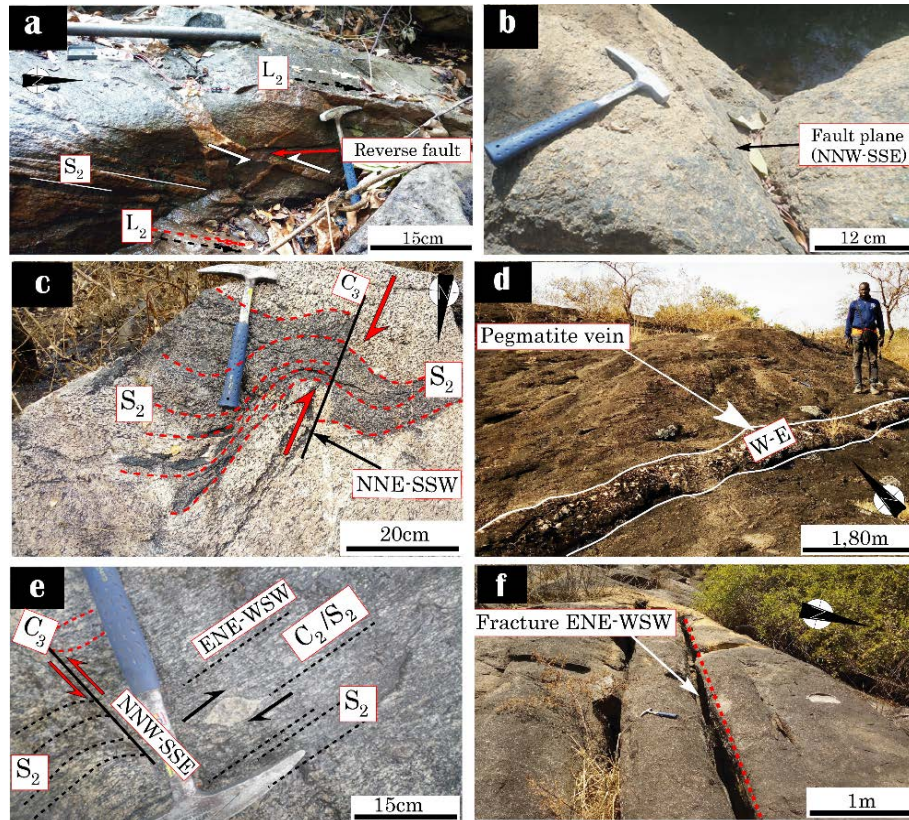 a
L2
Reverse fault
S2
L2
15cm
b
Fault plane
(NNW-SSE)
12 cm
c
C3
S2
S2
NNE-SSW
20cm
d
Pegmatite vein
W-E
1,80m
e
C3
ENE-WSW
C2/S2
NNW-SSE
S2
S2
15cm
f
Fracture ENE-WSW
1m